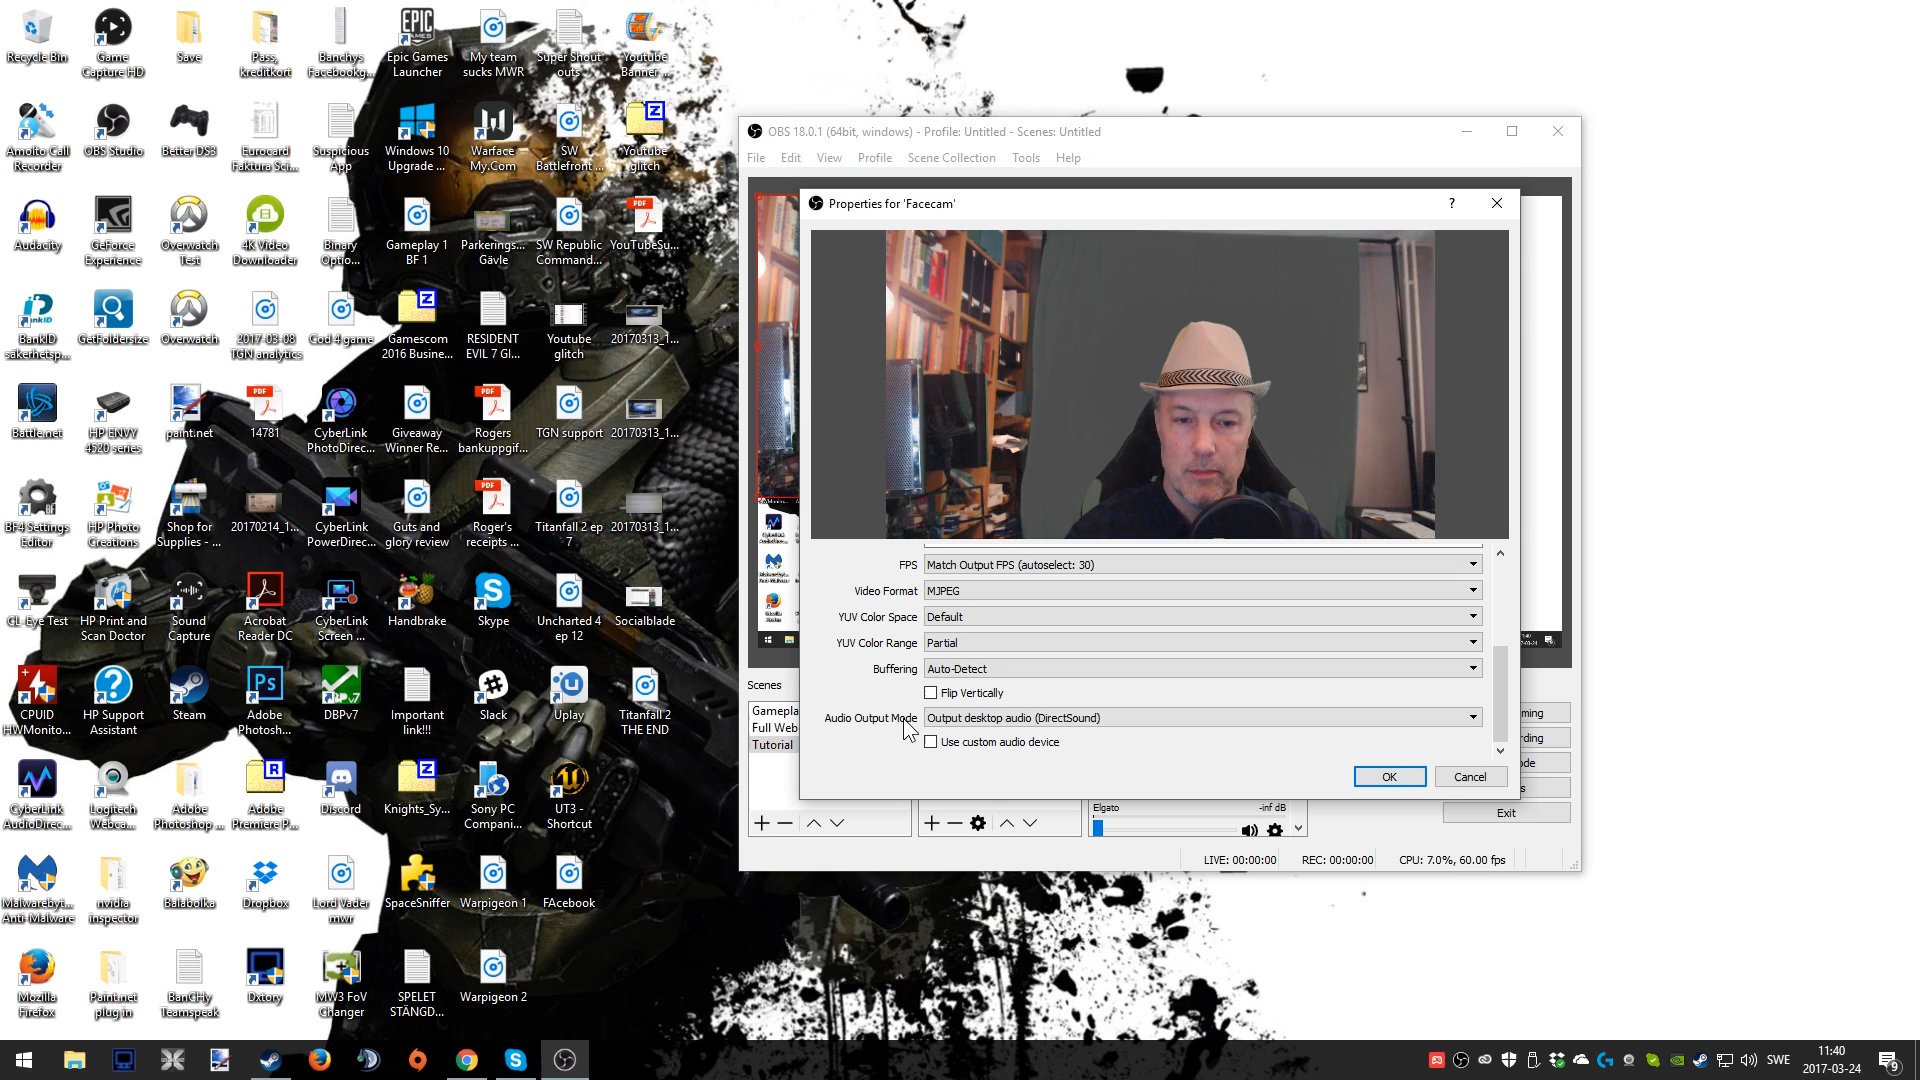 Recycle Bin
Game
Capture HD
Save
Pass,
kreditkort
Banchys
Facebookg...
EPIC
GAMES
Epic Games
Launcher
My team
sucks MWR
Super Shout
outs
Youtube
Banner ...
Amolto Call
Recorder
OBS Studio
Better DS3
Eurocard
Faktura Sci...
Suspicious
App
Windows 10
Upgrade ...
Warface
My.Com
SW
Battlefront ...
Youtube
glitch
Audacity
GeForce
Experience
Overwatch
Test
4K Video
Downloader
Binary
Optio...
Gameplay 1
BF 1
Parkerings...
Gävle
SW Republic
Command...
PDF
YouTubeSu...
BankID
säkerhetsp...
GetFoldersize
Overwatch
2017-03-08
TGN analytics
Cod 4 game
Gamescom
2016 Busine...
RESIDENT
EVIL 7 Gl...
Youtube
glitch
20170313_1...
Battle.net
HP ENVY
4520 series
paint.net
PDF
14781
CyberLink
PhotoDirec...
Giveaway
Winner Re...
PDF
Rogers
bankuppgif...
TGN support
20170313_1...
BF4 Settings
Editor
HP Photo
Creations
Shop for
Supplies - ...
20170214_1...
CyberLink
PowerDirec...
Guts and
glory review
PDF
Roger's
receipts ...
Titanfall 2 ep
7
20170313_1...
CL-Eye Test
HP Print and
Scan Doctor
Sound
Capture
Acrobat
Reader DC
CyberLink
Screen ...
Handbrake
Skype
Uncharted 4
ep 12
Socialblade
CPUID
HWMonito...
HP Support
Assistant
Steam
Ps
Adobe
Photosh...
DBPv7
Important
link!!!
Slack
Uplay
Titanfall 2
THE END
CyberLink
AudioDirec...
Logitech
Webca...
Adobe
Photoshop ...
Adobe
Premiere P...
Discord
Knights_Sy...
Sony PC
Compani...
UT3 -
Shortcut
Malwarebyt...
Anti-Malware
nvidia
inspector
Balabolka
Dropbox
Lord Vader
mwr
SpaceSniffer
Warpigeon 1
FAcebook
Mozilla
Firefox
Paint.net
plug in
BanCHy
Teamspeak
Dxtory
MW3 FoV
Changer
SPELET
STÄNGD...
Warpigeon 2
OBS 18.0.1 (64bit, windows) - Profile: Untitled - Scenes: Untitled
File Edit View Profile Scene Collection Tools Help
Properties for 'Facecam'
?
FPS Match Output FPS (autoselect: 30)
Video Format MJPEG
YUV Color Space Default
YUV Color Range Partial
Buffering Auto-Detect
Flip Vertically
Audio Output Mode Output desktop audio (DirectSound)
Use custom audio device
OK Cancel
Scenes
Gamepla
Full Web
Tutorial
ming
rding
ode
s
Exit
Elgato -inf dB
LIVE: 00:00:00 REC: 00:00:00 CPU: 7.0%, 60.00 fps
SWE
11:40
2017-03-24
9